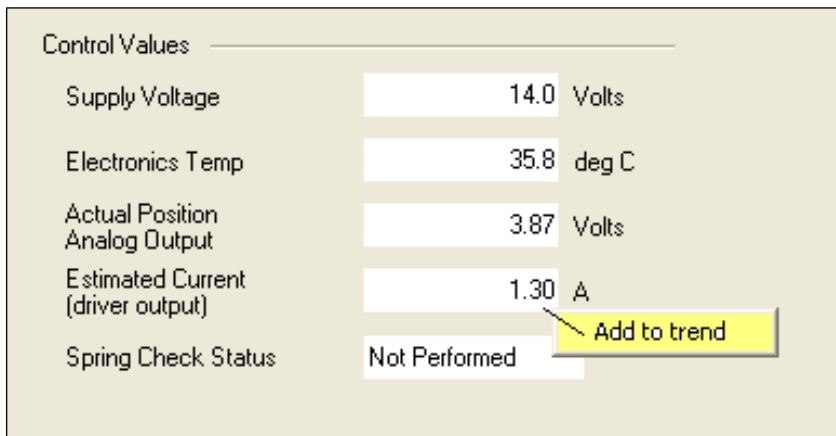 Control Values
Supply Voltage 14.0 Volts
Electronics Temp 35.8 deg C
Actual Position
Analog Output 3.87 Volts
Estimated Current
(driver output) 1.30 A
Add to trend
Spring Check Status Not Performed